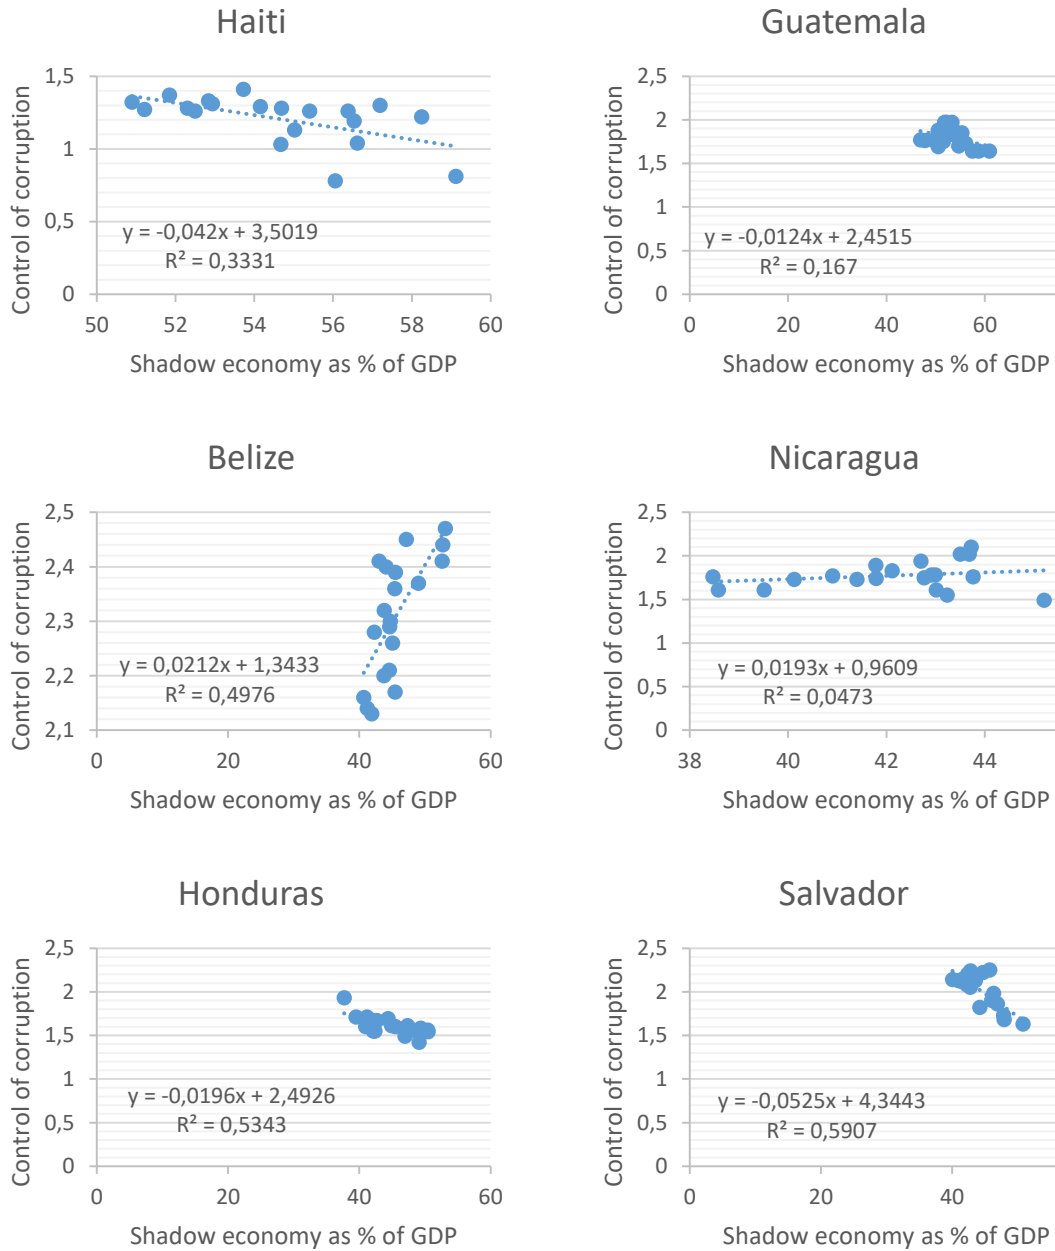 Haiti
Control of corruption
1,5
1
0,5
0
y = -0,042x + 3,5019
R² = 0,3331
50 52 54 56 58 60
Shadow economy as % of GDP
Guatemala
Control of corruption
2,5
2
1,5
1
0,5
0
y = -0,0124x + 2,4515
R² = 0,167
0 20 40 60
Shadow economy as % of GDP
Belize
Control of corruption
2,5
2,4
2,3
2,2
2,1
y = 0,0212x + 1,3433
R² = 0,4976
0 20 40 60
Shadow economy as % of GDP
Nicaragua
Control of corruption
2,5
2
1,5
1
0,5
0
y = 0,0193x + 0,9609
R² = 0,0473
38 40 42 44
Shadow economy as % of GDP
Honduras
Control of corruption
2,5
2
1,5
1
0,5
0
y = -0,0196x + 2,4926
R² = 0,5343
0 20 40 60
Shadow economy as % of GDP
Salvador
Control of corruption
2,5
2
1,5
1
0,5
0
y = -0,0525x + 4,3443
R² = 0,5907
0 20 40
Shadow economy as % of GDP